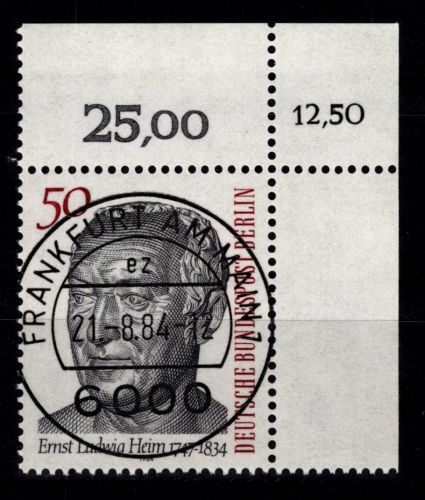 25,00
12,50
50
DEUTSCHE BUNDESPOST BERLIN
FRANKFURT AM MAIN 1
ez
21.-8.84-12
6000
Ernst Ludwig Heim 1747-1834